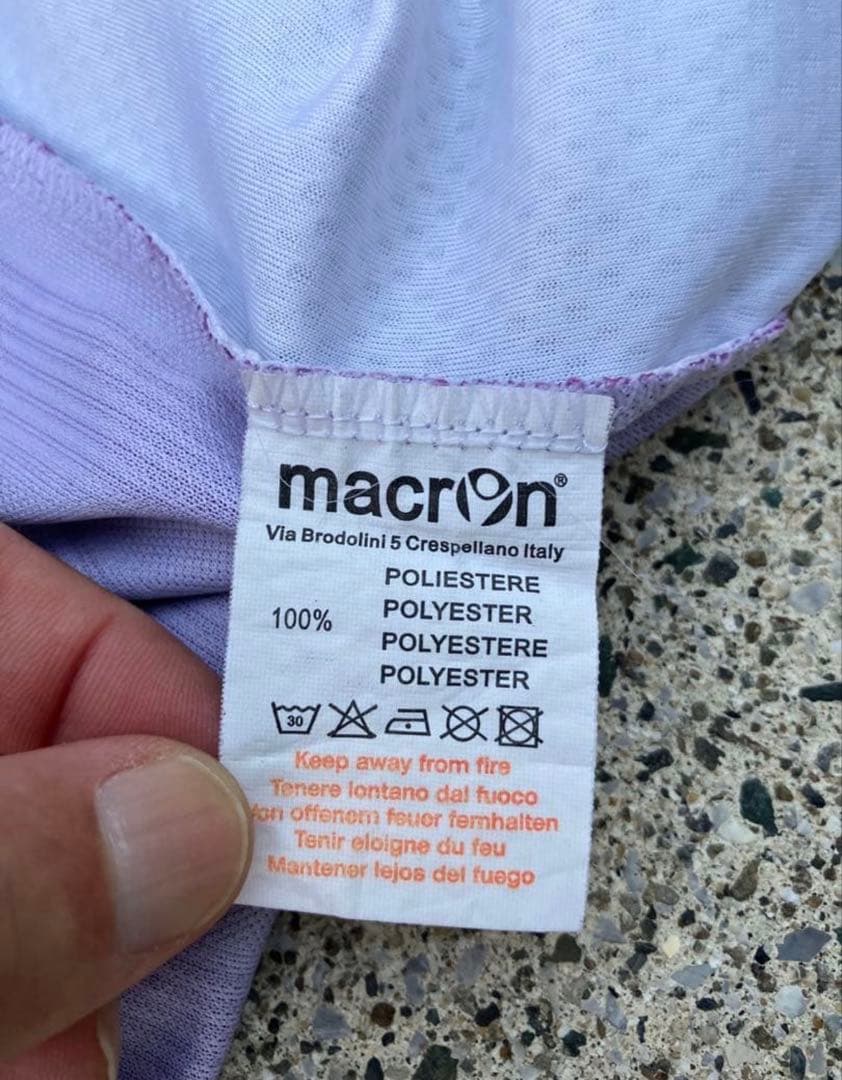 macron®
Via Brodolini 5 Crespellano Italy
POLIESTERE
100% POLYESTER
POLYESTERE
POLYESTER
30
Keep away from fire
Tenere lontano dal fuoco
Von offenem feuer fernhalten
Tenir eloigne du feu
Mantener lejos del fuego